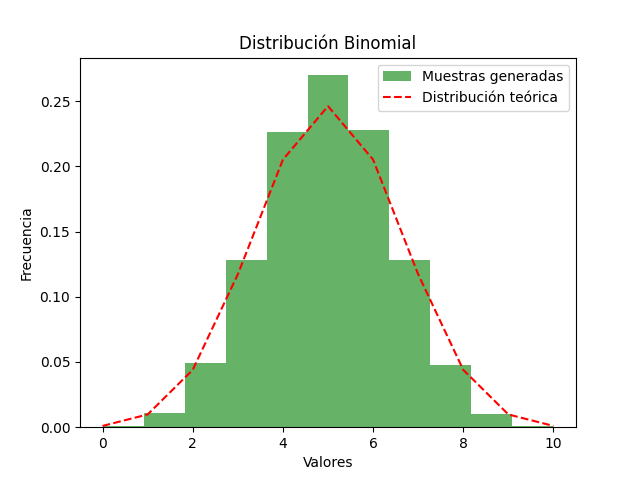 Distribución Binomial
Muestras generadas
Distribución teórica
Frecuencia
0.25
0.20
0.15
0.10
0.05
0.00
0 2 4 6 8 10
Valores